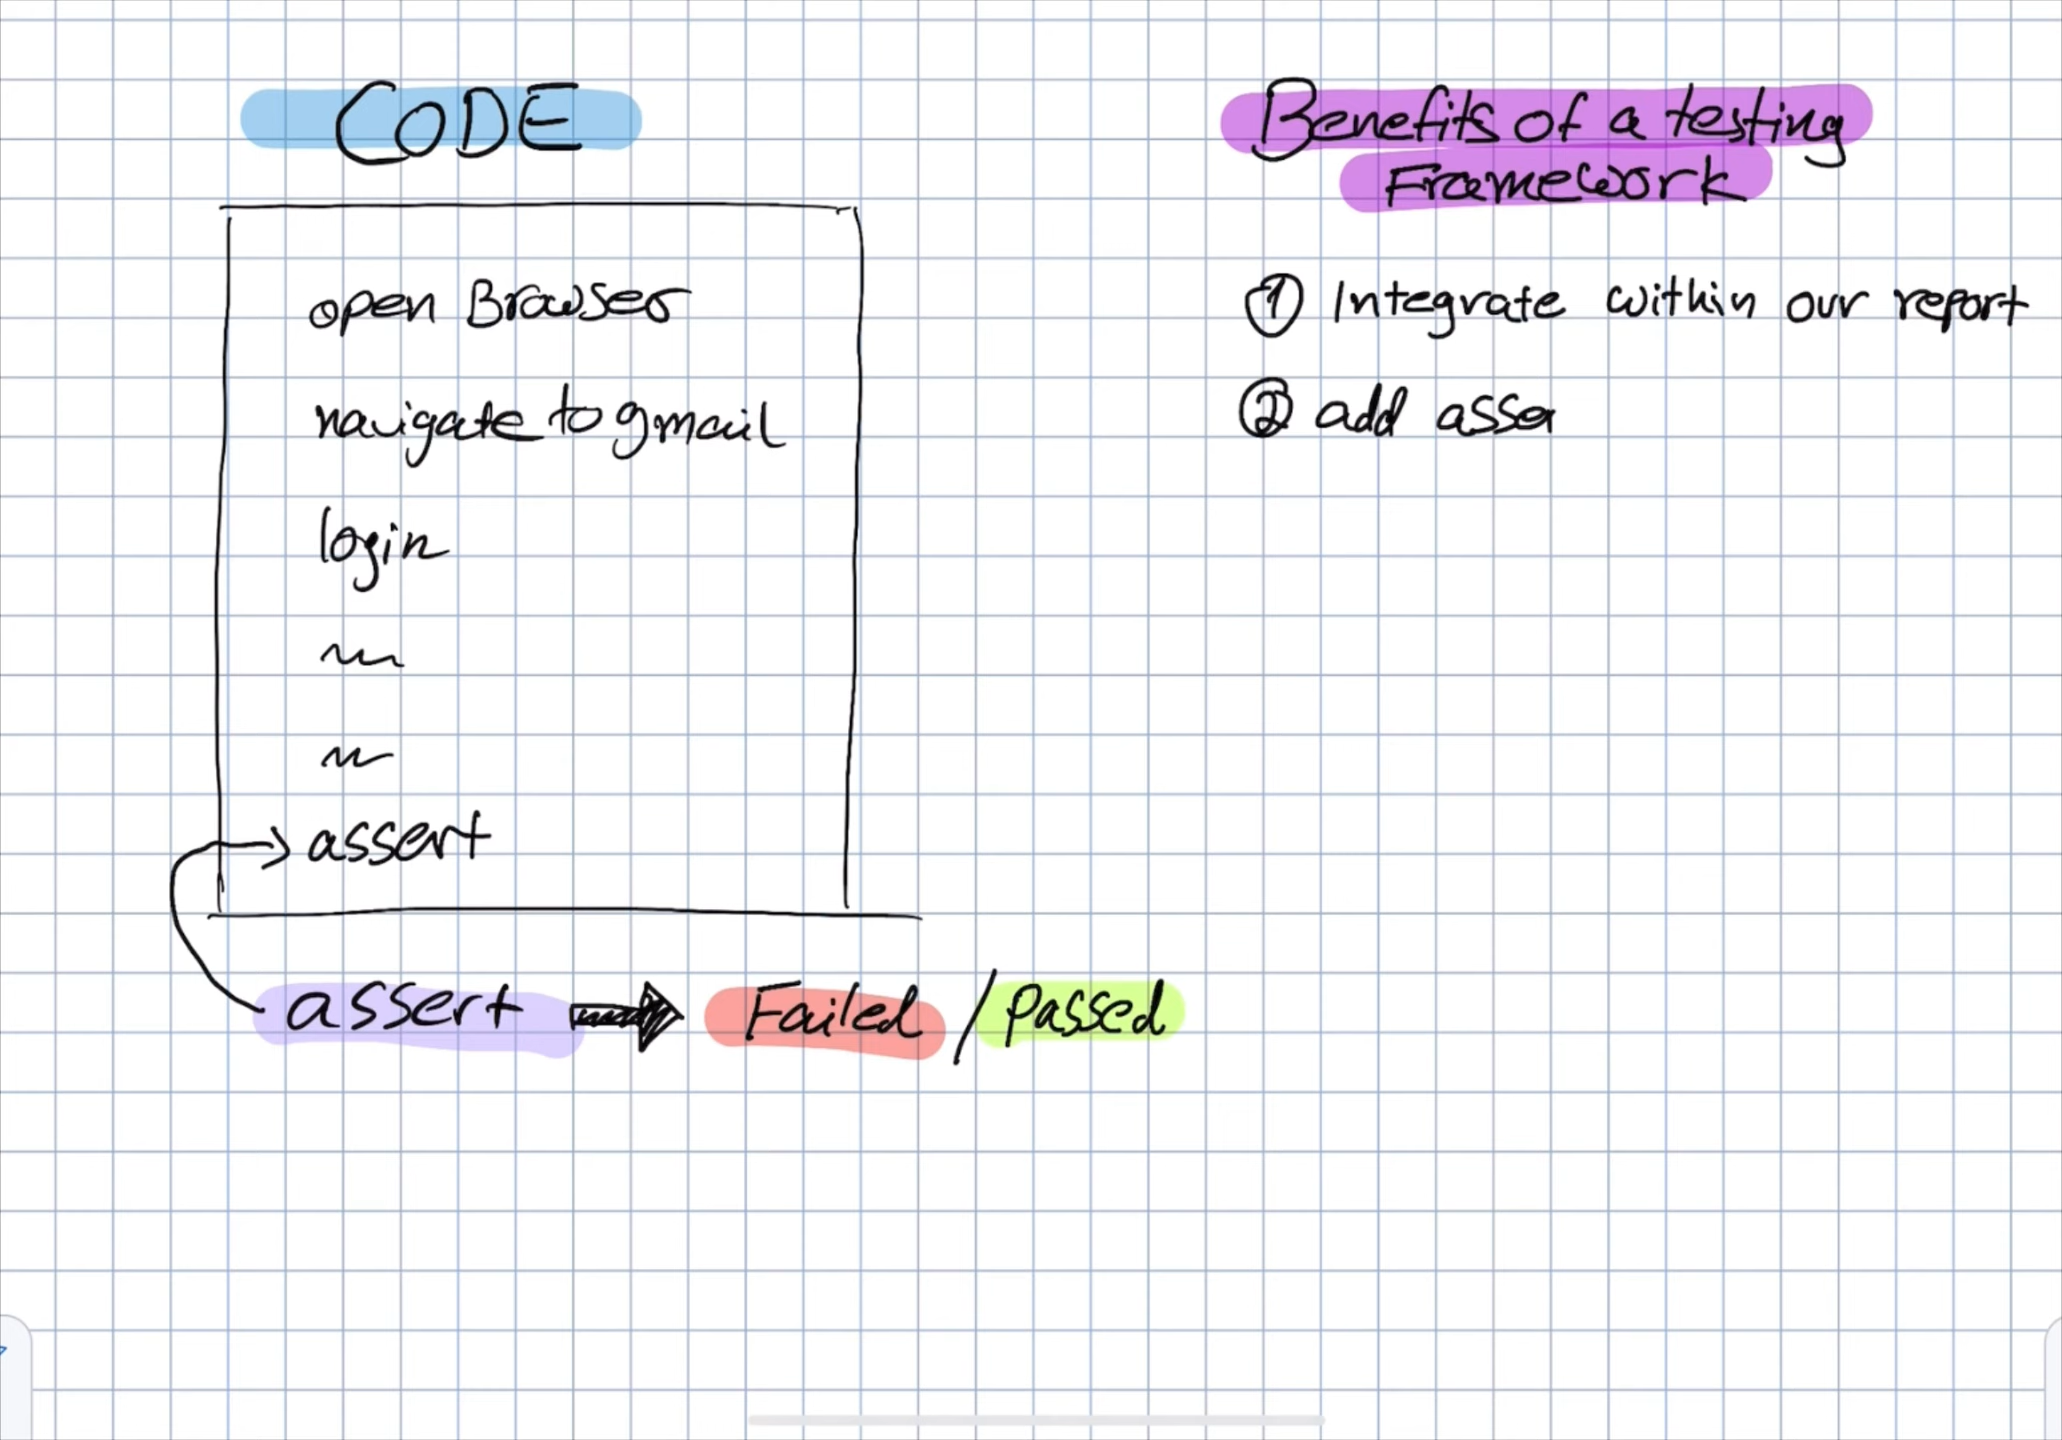 CODE
open Browser
navigate to gmail
login
assert
assert Failed / Passed
Benefits of a testing
Framework
① Integrate within our report
② add asser